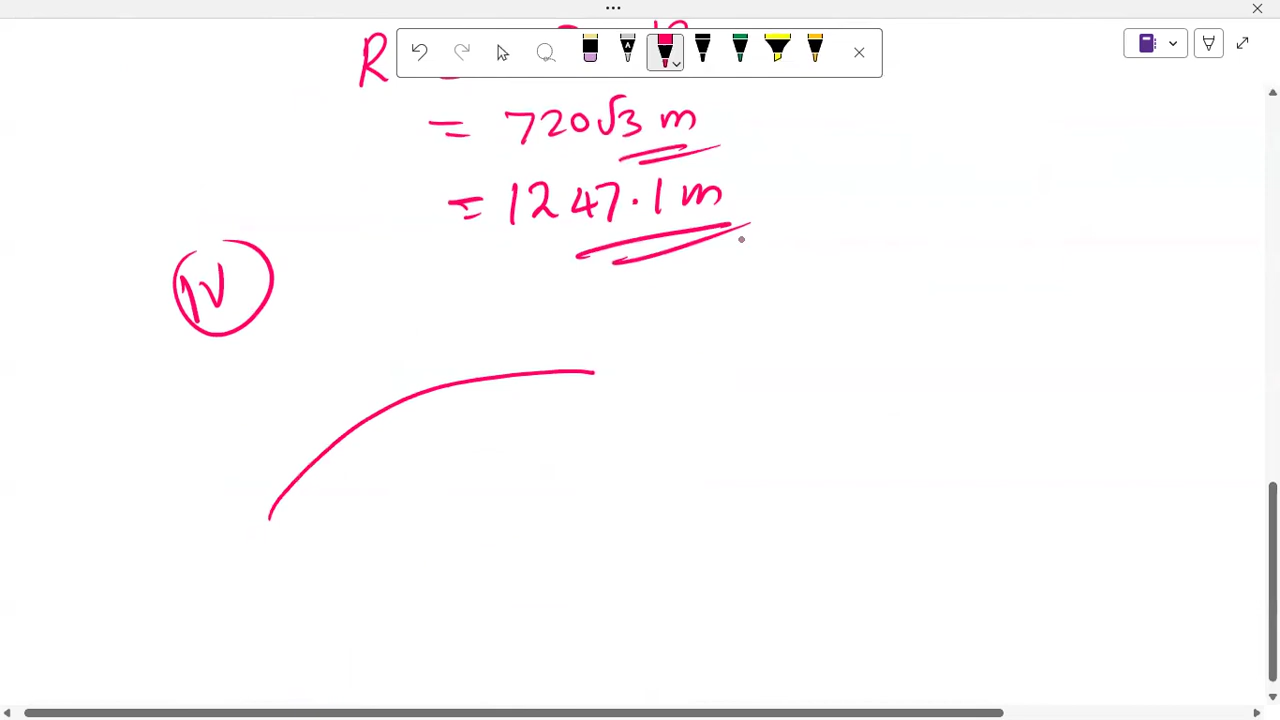 R =
= 720√3 m
= 1247.1 m
IV